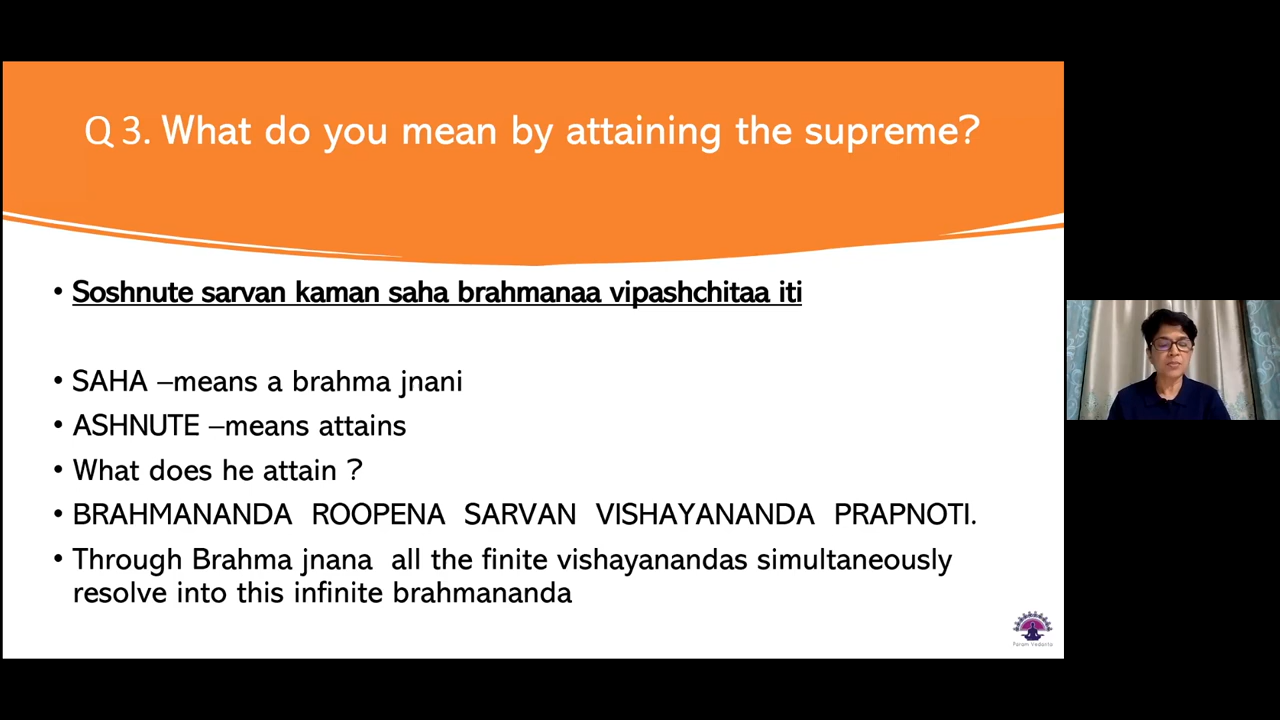 Q 3. What do you mean by attaining the supreme?
• Soshnute sarvan kaman saha brahmanaa vipashchitaa iti
• SAHA –means a brahma jnani
• ASHNUTE –means attains
• What does he attain ?
• BRAHMANANDA ROOPENA SARVAN VISHAYANANDA PRAPNOTI.
• Through Brahma jnana all the finite vishayanandas simultaneously
resolve into this infinite brahmananda
Param Vedanta